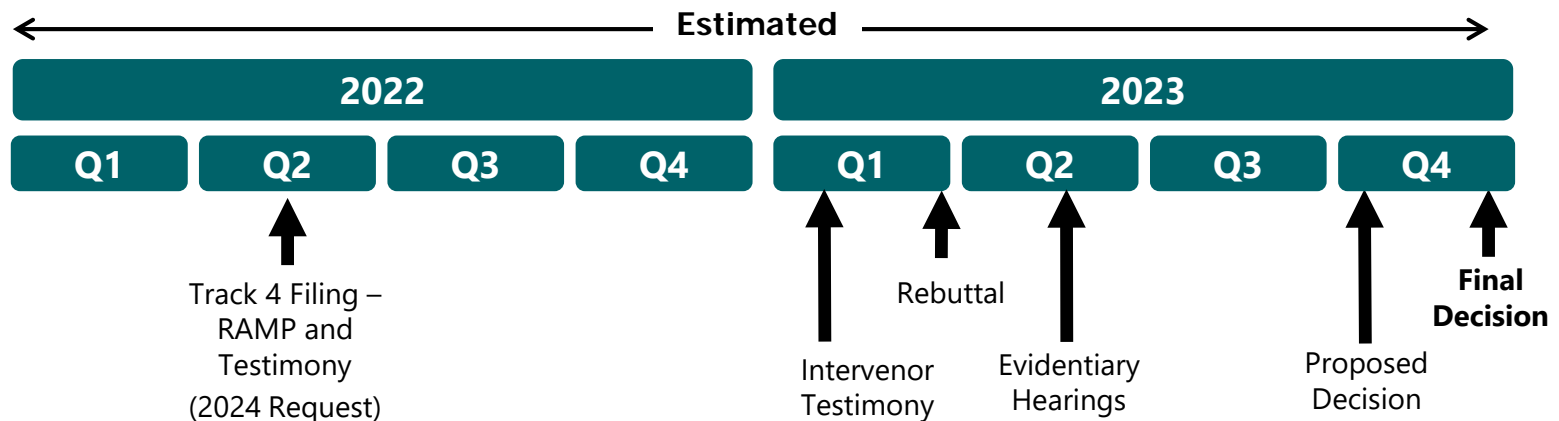 Estimated
2022
2023
Q1
Q2
Q3
Q4
Q1
Q2
Q3
Q4
Track 4 Filing –
RAMP and
Testimony
(2024 Request)
Intervenor
Testimony
Rebuttal
Evidentiary
Hearings
Proposed
Decision
Final
Decision